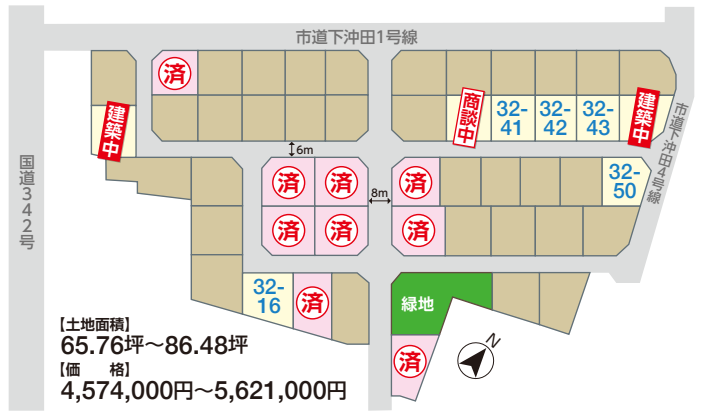 市道下沖田1号線
済
建築中
商談中
32-
41
32-
42
32-
43
建築中
市道下沖田4号線
国道342号
6m
済
済
8m
済
32-
50
済
済
済
32-
16
済
緑地
済
N
【土地面積】
65.76坪〜86.48坪
【価　格】
4,574,000円〜5,621,000円